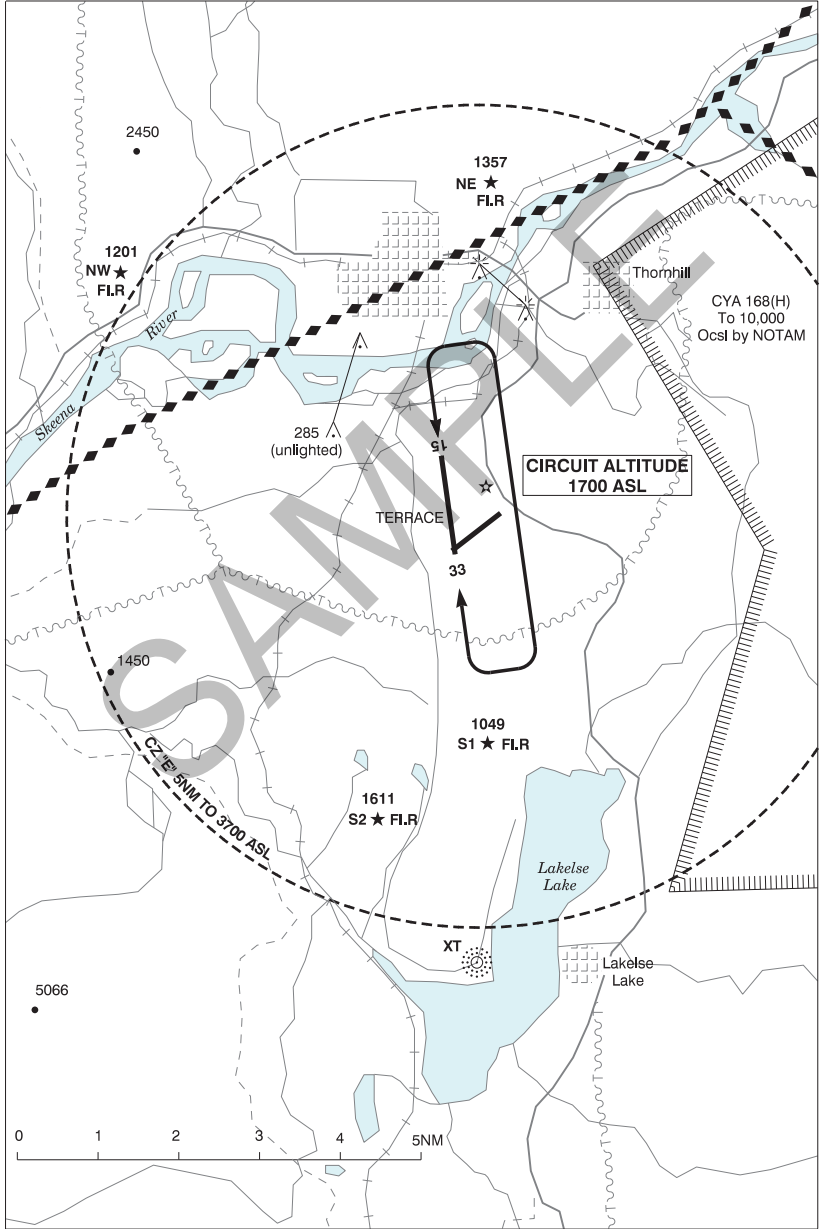 2450
1357
NE
Fl.R
1201
NW
Fl.R
River
Skeena
Thornhill
CYA 168(H)
To 10,000
Ocsl by NOTAM
285
(unlighted)
15
CIRCUIT ALTITUDE
1700 ASL
TERRACE
33
SAMPLE
1450
CZ "E" 5NM TO 3700 ASL
1049
S1 Fl.R
1611
S2 Fl.R
Lakelse
Lake
XT
Lakelse
Lake
5066
0 1 2 3 4 5NM